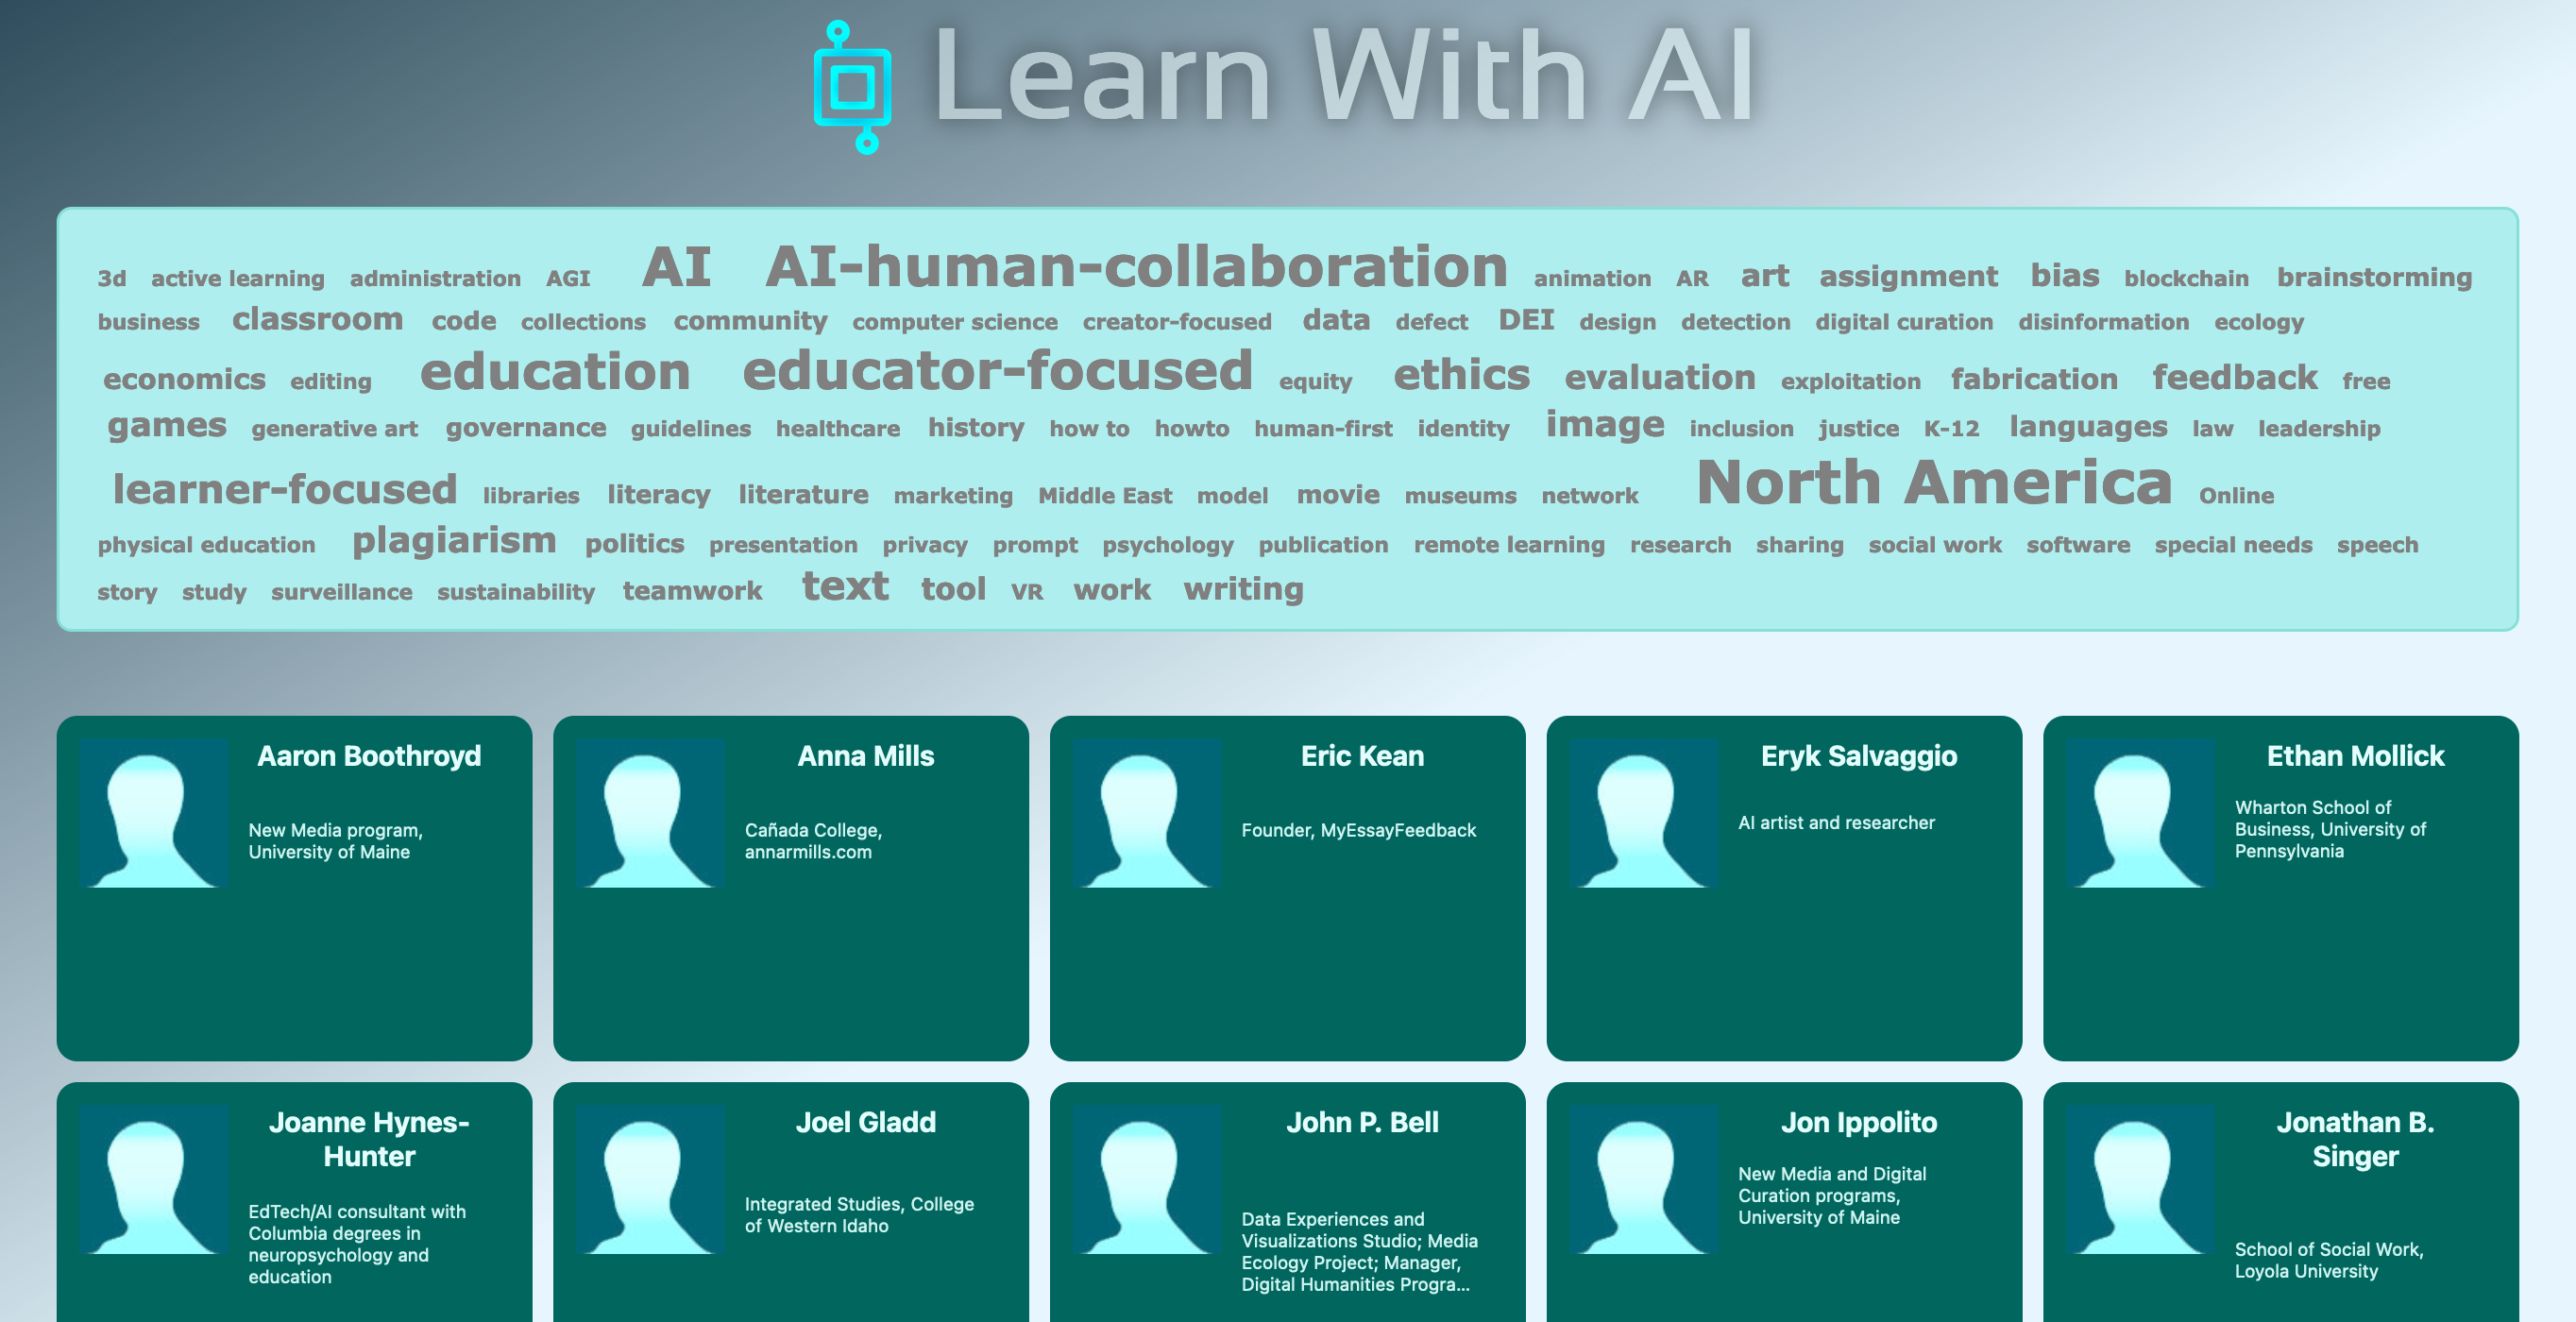 Learn With AI
3d active learning administration AGI AI AI-human-collaboration animation AR art assignment bias blockchain brainstorming
business classroom code collections community computer science creator-focused data defect DEI design detection digital curation disinformation ecology
economics editing education educator-focused equity ethics evaluation exploitation fabrication feedback free
games generative art governance guidelines healthcare history how to howto human-first identity image inclusion justice K-12 languages law leadership
learner-focused libraries literacy literature marketing Middle East model movie museums network North America Online
physical education plagiarism politics presentation privacy prompt psychology publication remote learning research sharing social work software special needs speech
story study surveillance sustainability teamwork text tool VR work writing
Aaron Boothroyd
New Media program,
University of Maine
Anna Mills
Cañada College,
annarmills.com
Eric Kean
Founder, MyEssayFeedback
Eryk Salvaggio
AI artist and researcher
Ethan Mollick
Wharton School of
Business, University of
Pennsylvania
Joanne Hynes-
Hunter
EdTech/AI consultant with
Columbia degrees in
neuropsychology and
education
Joel Gladd
Integrated Studies, College
of Western Idaho
John P. Bell
Data Experiences and
Visualizations Studio; Media
Ecology Project; Manager,
Digital Humanities Progra...
Jon Ippolito
New Media and Digital
Curation programs,
University of Maine
Jonathan B.
Singer
School of Social Work,
Loyola University